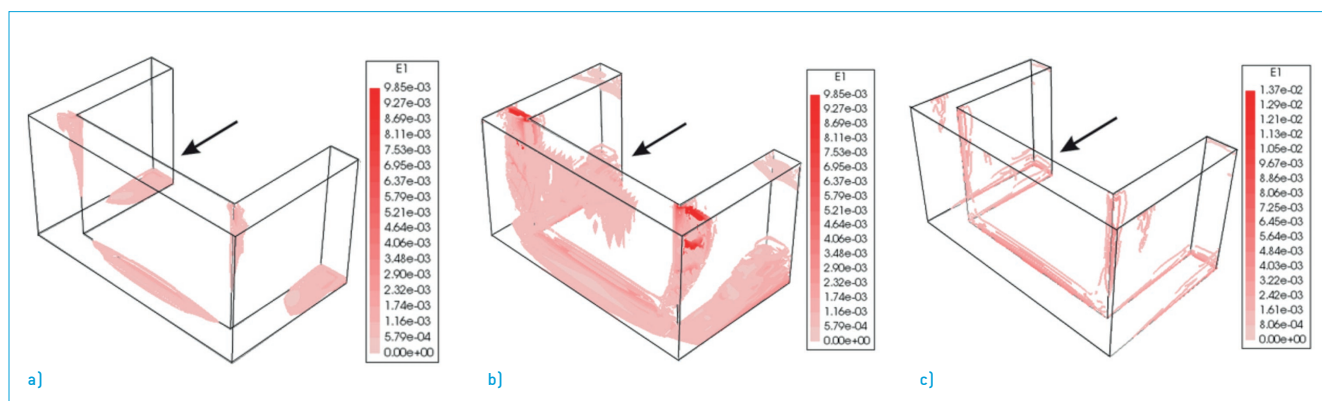 E1
9.85e-03
9.27e-03
8.69e-03
8.11e-03
7.53e-03
6.95e-03
6.37e-03
5.79e-03
5.21e-03
4.64e-03
4.06e-03
3.48e-03
2.90e-03
2.32e-03
1.74e-03
1.16e-03
5.79e-04
0.00e+00
a)
E1
9.85e-03
9.27e-03
8.69e-03
8.11e-03
7.53e-03
6.95e-03
6.37e-03
5.79e-03
5.21e-03
4.64e-03
4.06e-03
3.48e-03
2.90e-03
2.32e-03
1.74e-03
1.16e-03
5.79e-04
0.00e+00
b)
E1
1.37e-02
1.29e-02
1.21e-02
1.13e-02
1.05e-02
9.67e-03
8.86e-03
8.06e-03
7.25e-03
6.45e-03
5.64e-03
4.84e-03
4.03e-03
3.22e-03
2.42e-03
1.61e-03
8.06e-04
0.00e+00
c)